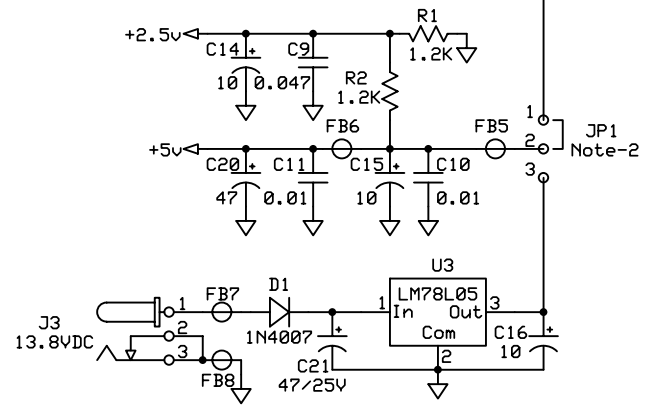 R1
+2.5v
C14 +
C9
1.2K
10
0.047
R2
1.2K
1
FB6
FB5
JP1
+5v
2
Note-2
C20 +
C11
C15 +
C10
3
47
0.01
10
0.01
U3
D1
LM78L05
1
FB7
1
In
Out
3
J3
2
1N4007
+
Com
C16 +
13.8VDC
3
2
10
FB8
C21
47/25V